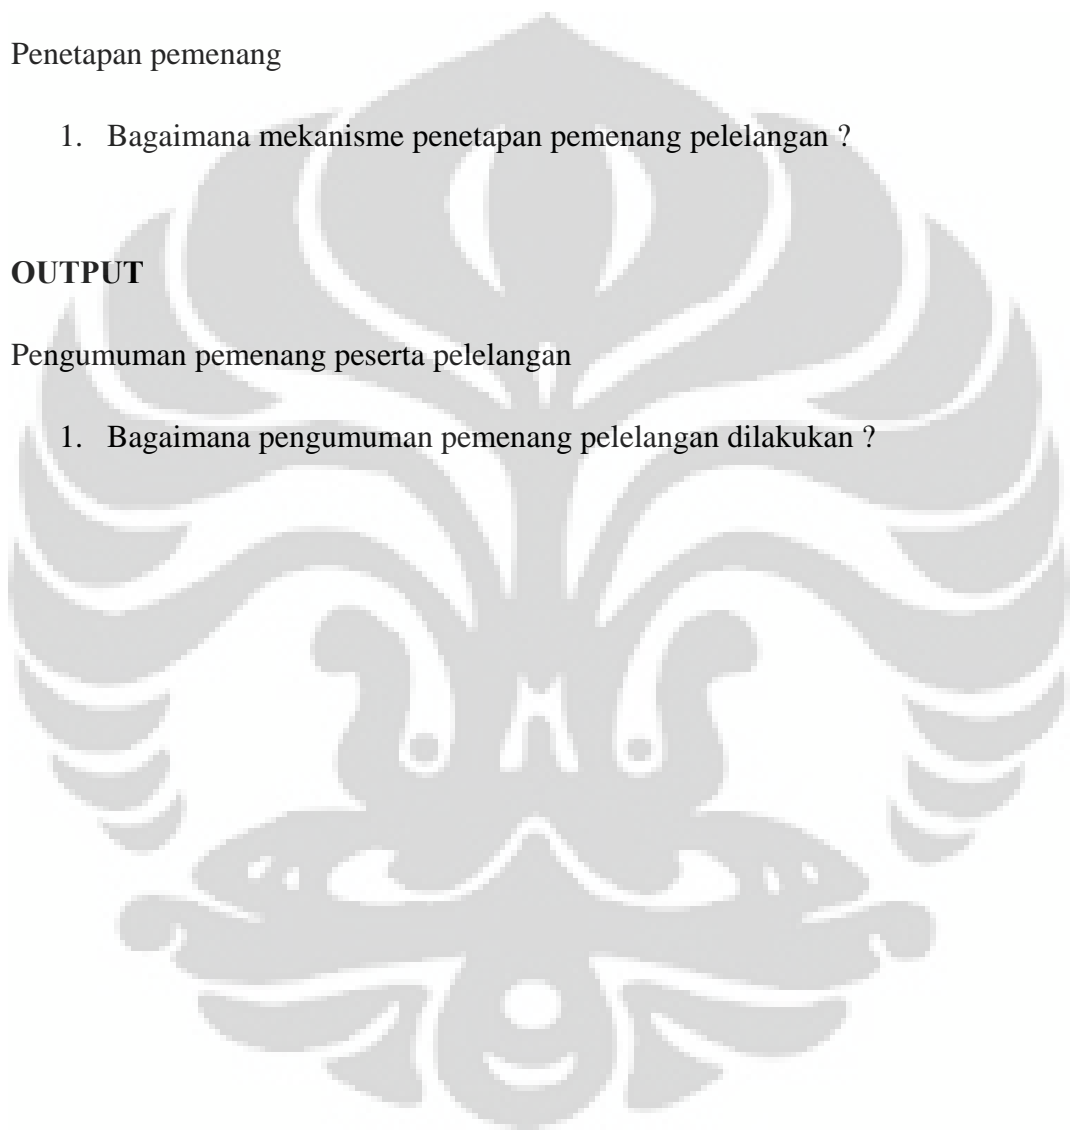 Penetapan pemenang
1. Bagaimana mekanisme penetapan pemenang pelelangan ?
OUTPUT
Pengumuman pemenang peserta pelelangan
1. Bagaimana pengumuman pemenang pelelangan dilakukan ?